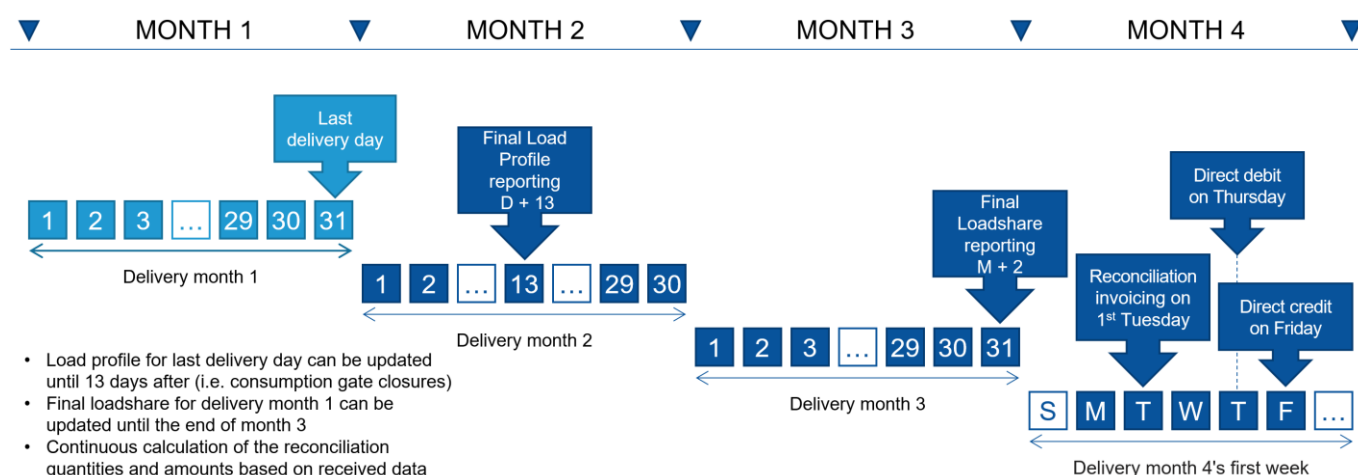 MONTH 1
MONTH 2
MONTH 3
MONTH 4
Last
delivery day
1 2 3 ... 29 30 31
Delivery month 1
Final Load
Profile
reporting
D + 13
1 2 ... 13 ... 29 30
Delivery month 2
Final
Loadshare
reporting
M + 2
1 2 3 ... 29 30 31
Delivery month 3
Direct debit
on Thursday
Reconciliation
invoicing on
1st Tuesday
Direct credit
on Friday
S M T W T F ...
Delivery month 4's first week
• Load profile for last delivery day can be updated
until 13 days after (i.e. consumption gate closures)
• Final loadshare for delivery month 1 can be
updated until the end of month 3
• Continuous calculation of the reconciliation
quantities and amounts based on received data